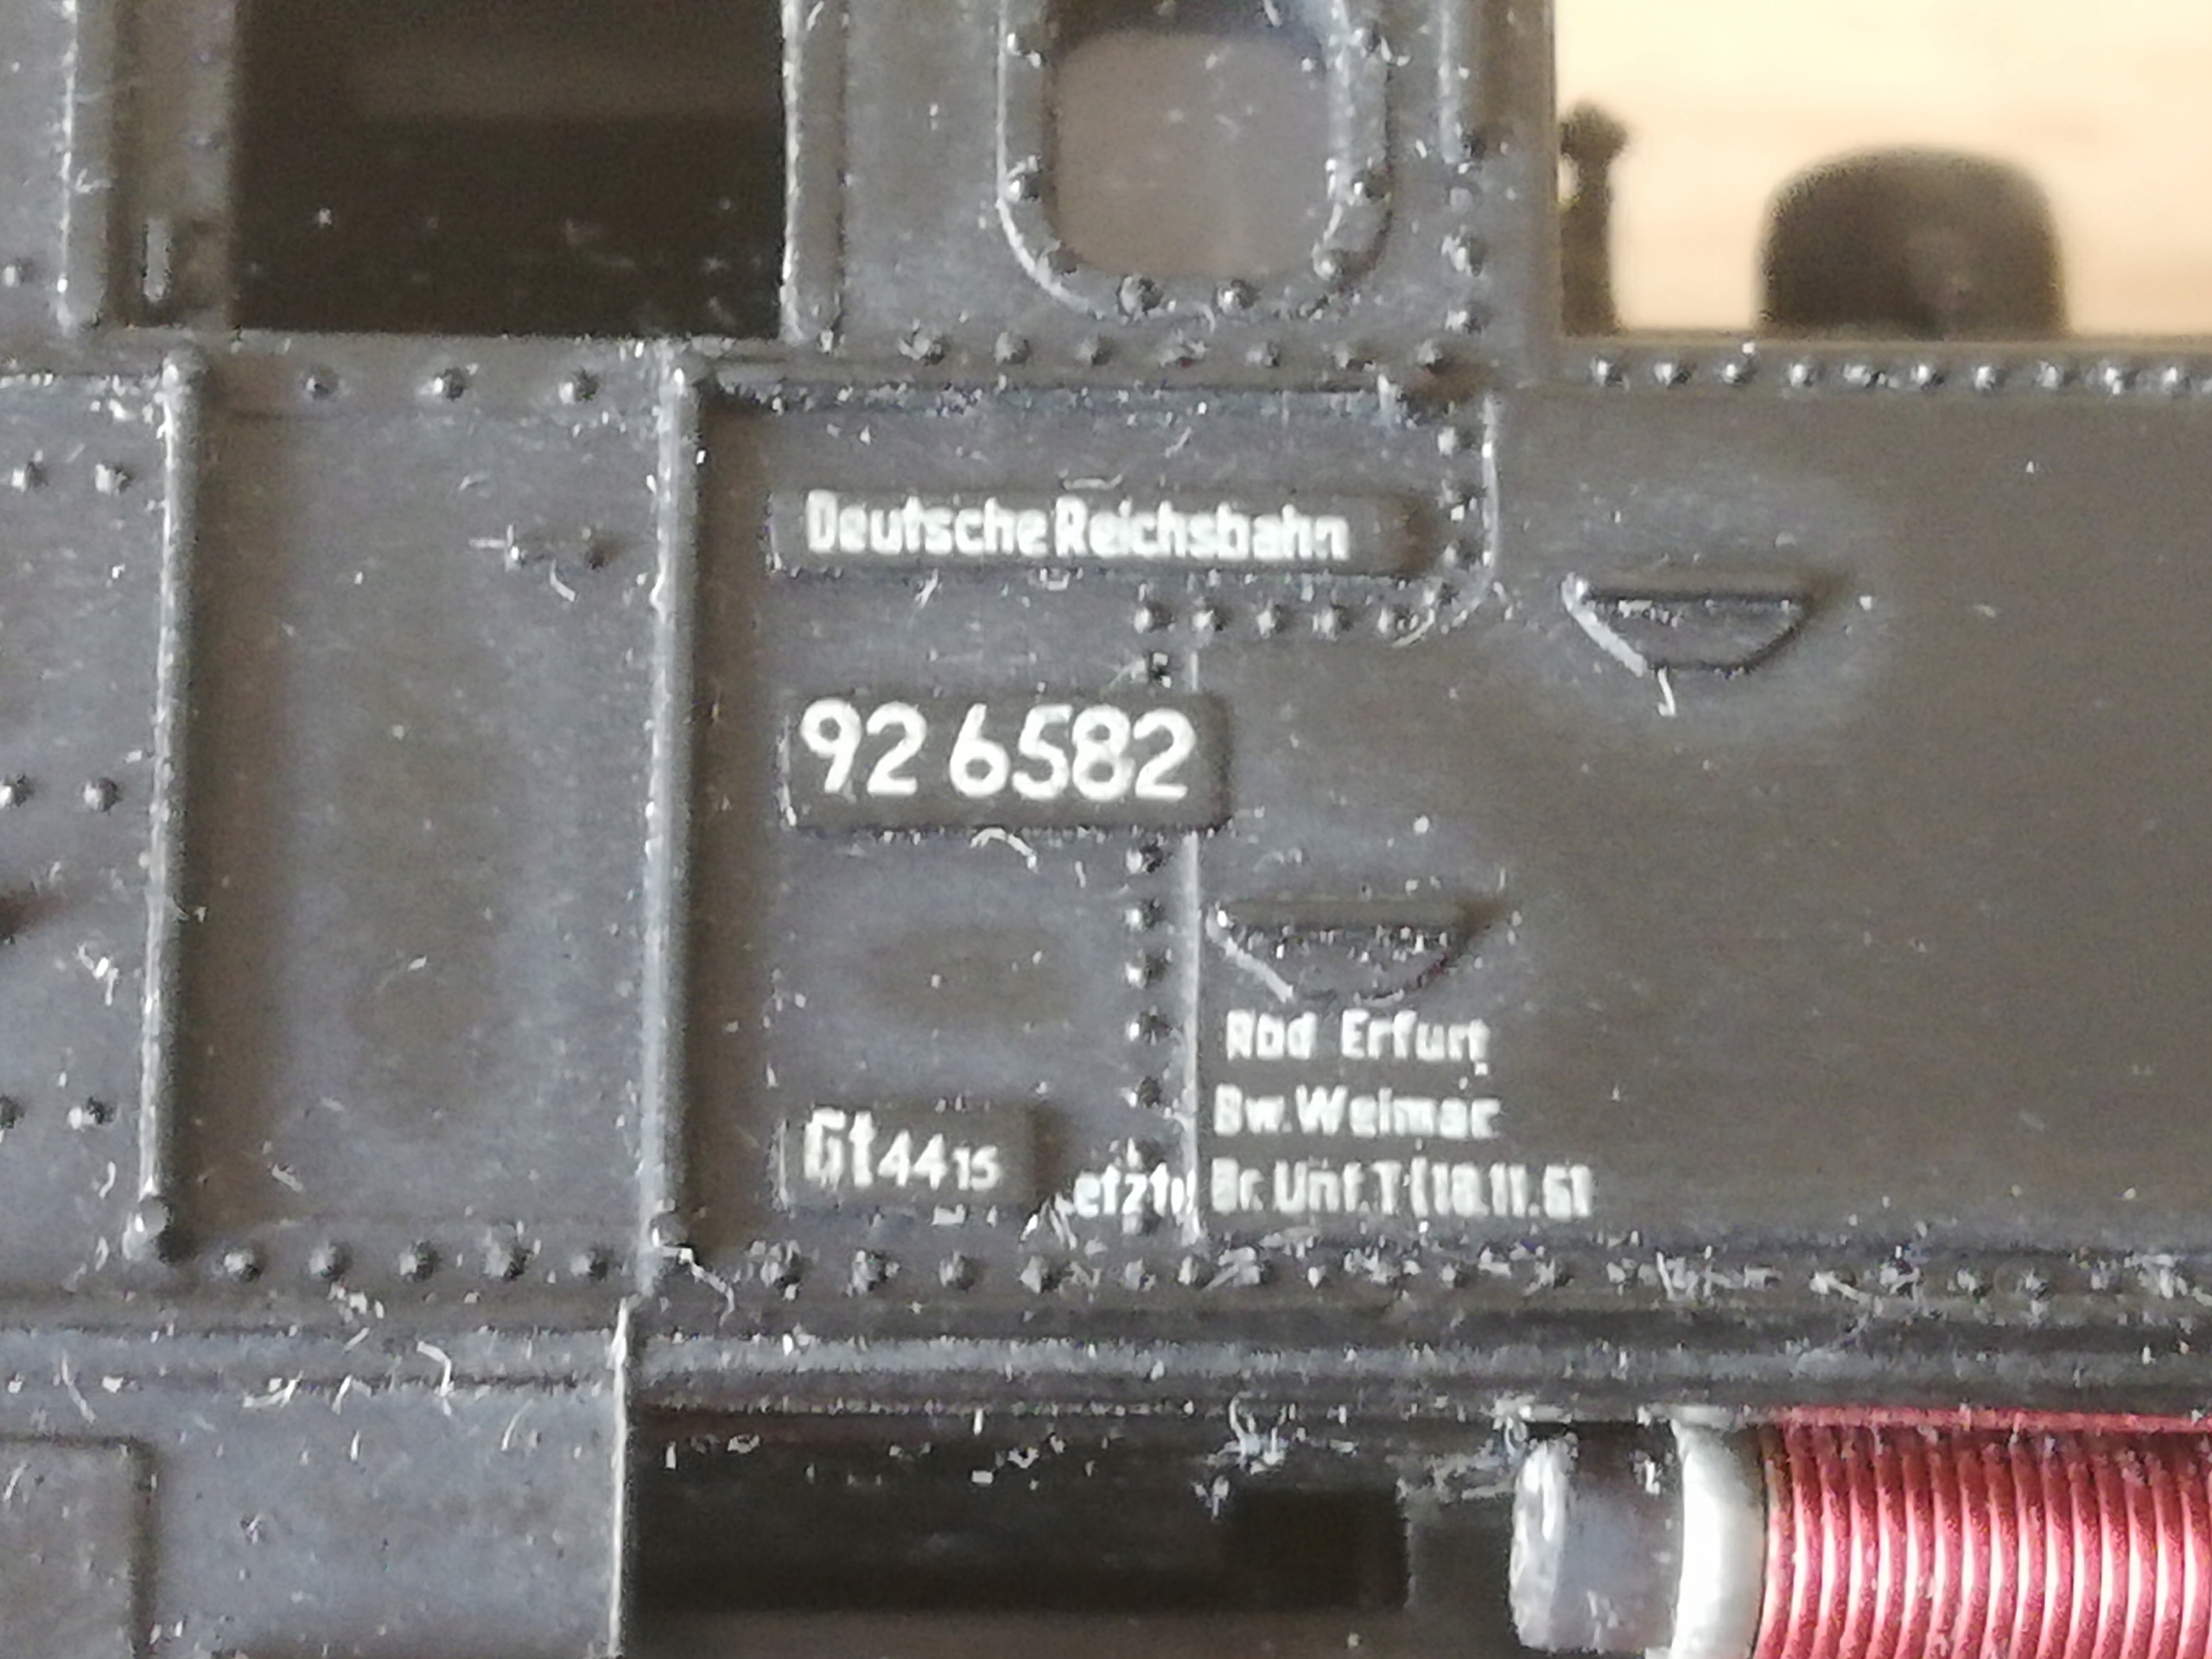 Deutsche Reichsbahn
92 6582
Rbd Erfurt
Bw. Weimar
Gt 44 15
Br. Unt. T (18.11.61